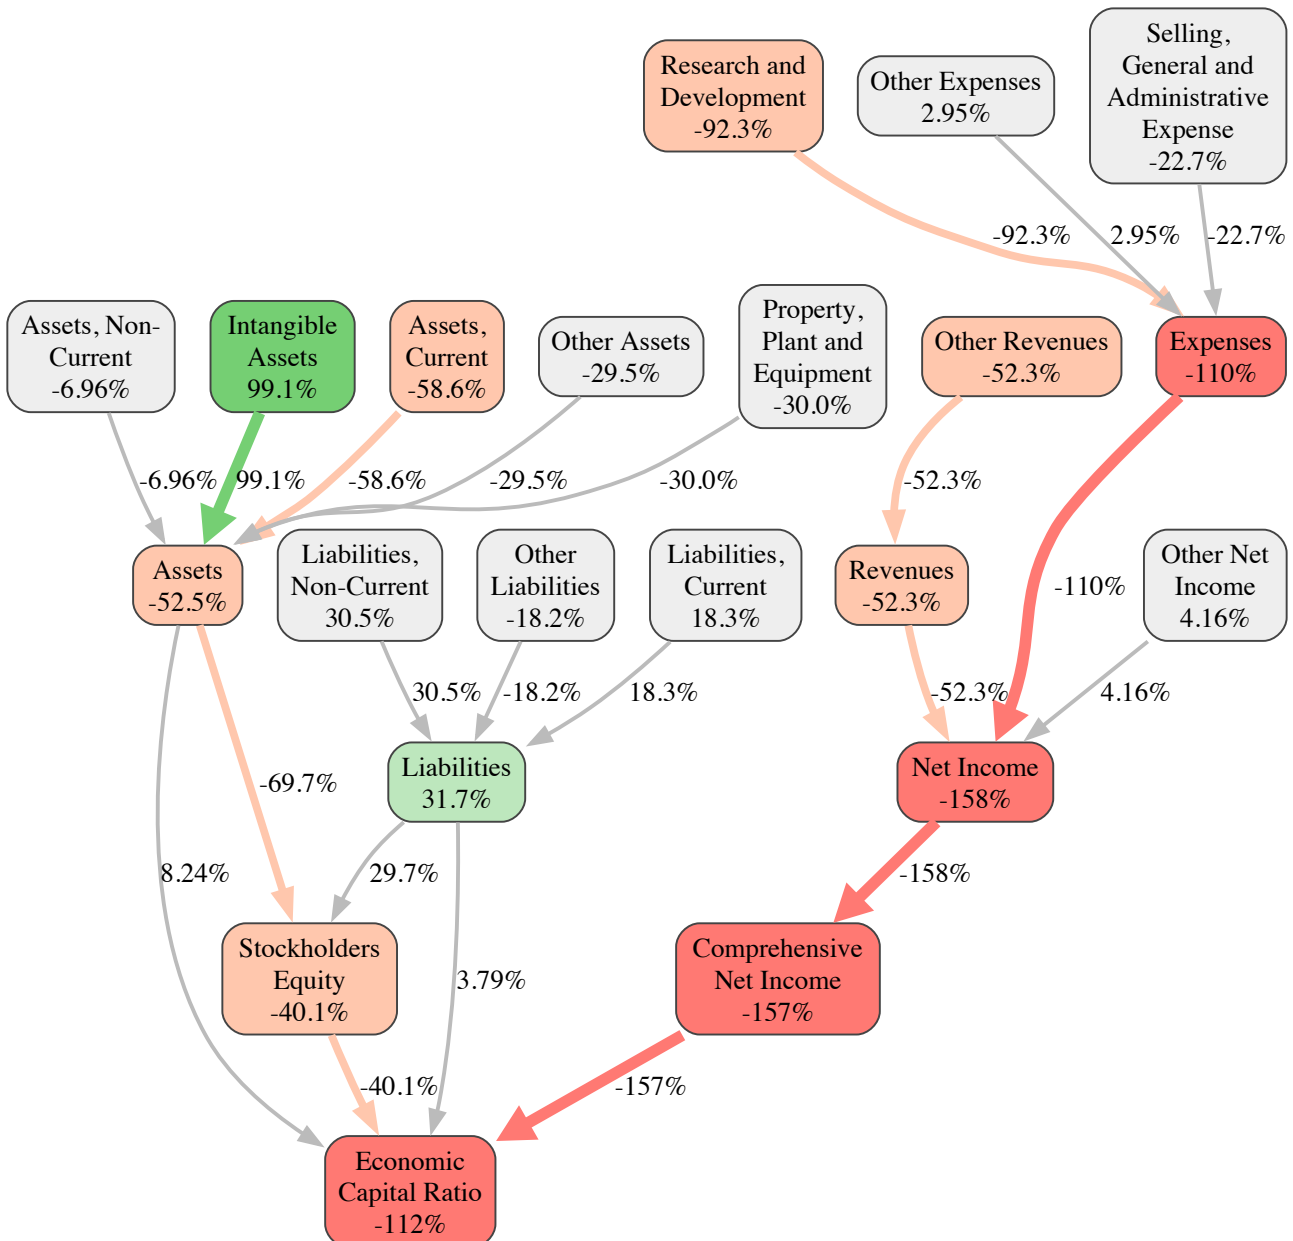 Research and
Development
-92.3%
Other Expenses
2.95%
Selling,
General and
Administrative
Expense
-22.7%
-92.3%
2.95%
-22.7%
Assets, Non-
Current
-6.96%
Intangible
Assets
99.1%
Assets,
Current
-58.6%
Other Assets
-29.5%
Property,
Plant and
Equipment
-30.0%
Other Revenues
-52.3%
Expenses
-110%
-6.96%
99.1%
-58.6%
-29.5%
-30.0%
-52.3%
-110%
Assets
-52.5%
Liabilities,
Non-Current
30.5%
Other
Liabilities
-18.2%
Liabilities,
Current
18.3%
Revenues
-52.3%
Other Net
Income
4.16%
30.5%
-18.2%
18.3%
-52.3%
4.16%
-69.7%
Liabilities
31.7%
Net Income
-158%
8.24%
29.7%
-158%
3.79%
Stockholders
Equity
-40.1%
Comprehensive
Net Income
-157%
-40.1%
-157%
Economic
Capital Ratio
-112%